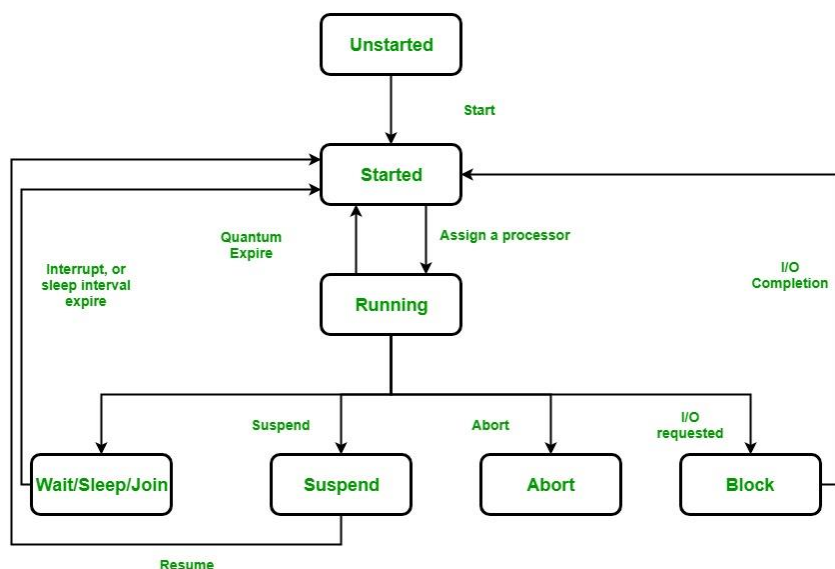 Unstarted
Start
Started
Quantum
Expire
Assign a processor
Interrupt, or
sleep interval
expire
I/O
Completion
Running
Suspend
Abort
I/O
requested
Wait/Sleep/Join
Suspend
Abort
Block
Resume